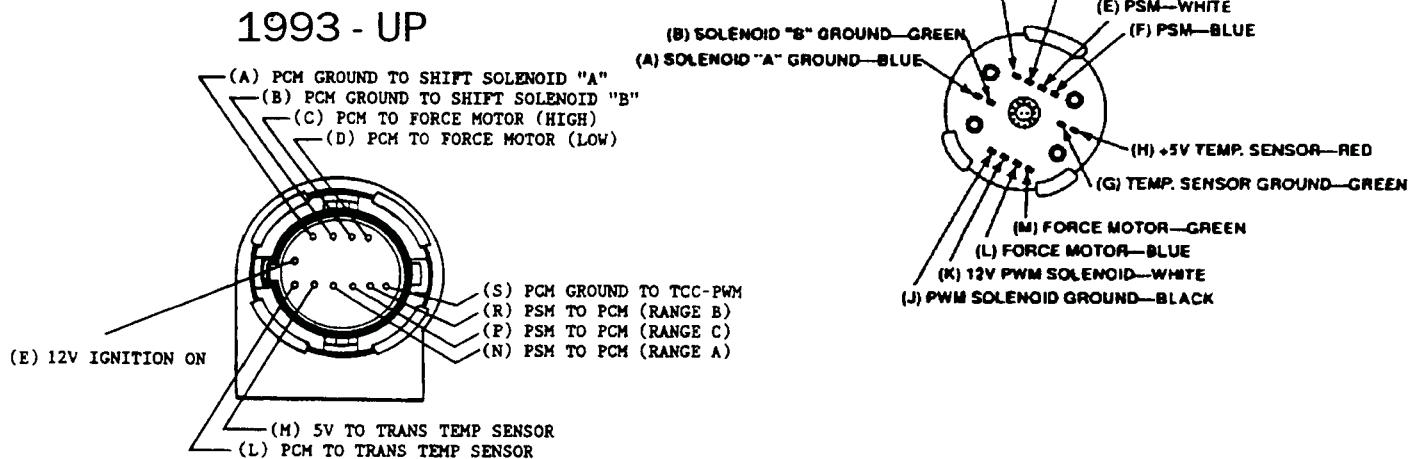 1993 - UP
(A) PCM GROUND TO SHIFT SOLENOID "A"
(B) PCM GROUND TO SHIFT SOLENOID "B"
(C) PCM TO FORCE MOTOR (HIGH)
(D) PCM TO FORCE MOTOR (LOW)
(E) 12V IGNITION ON
(S) PCM GROUND TO TCC-PWM
(R) PSM TO PCM (RANGE B)
(P) PSM TO PCM (RANGE C)
(N) PSM TO PCM (RANGE A)
(M) 5V TO TRANS TEMP SENSOR
(L) PCM TO TRANS TEMP SENSOR
(E) PSM—WHITE
(F) PSM—BLUE
(B) SOLENOID "B" GROUND—GREEN
(A) SOLENOID "A" GROUND—BLUE
(H) +5V TEMP. SENSOR—RED
(G) TEMP. SENSOR GROUND—GREEN
(M) FORCE MOTOR—GREEN
(L) FORCE MOTOR—BLUE
(K) 12V PWM SOLENOID—WHITE
(J) PWM SOLENOID GROUND—BLACK